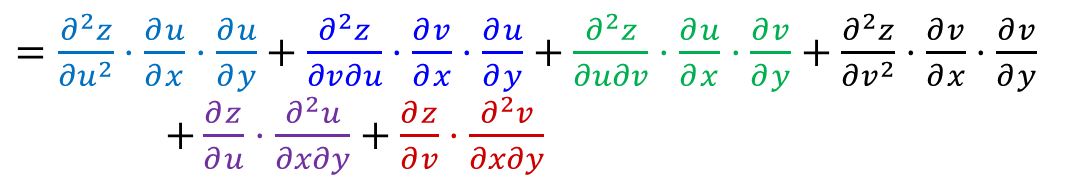 = ∂²z/∂u² · ∂u/∂x · ∂u/∂y + ∂²z/∂v∂u · ∂v/∂x · ∂u/∂y + ∂²z/∂u∂v · ∂u/∂x · ∂v/∂y + ∂²z/∂v² · ∂v/∂x · ∂v/∂y
+ ∂z/∂u · ∂²u/∂x∂y + ∂z/∂v · ∂²v/∂x∂y